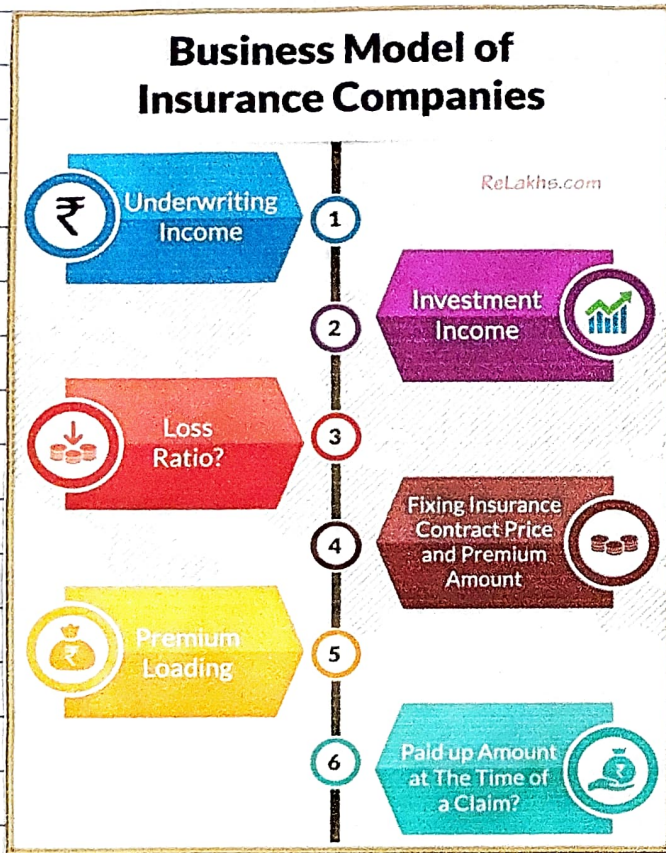 Business Model of
Insurance Companies
ReLakhs.com
₹
Underwriting
Income
1
Investment
Income
2
Loss
Ratio?
3
Fixing Insurance
Contract Price
and Premium
Amount
4
₹
Premium
Loading
5
Paid up Amount
at The Time of
a Claim?
₹
6